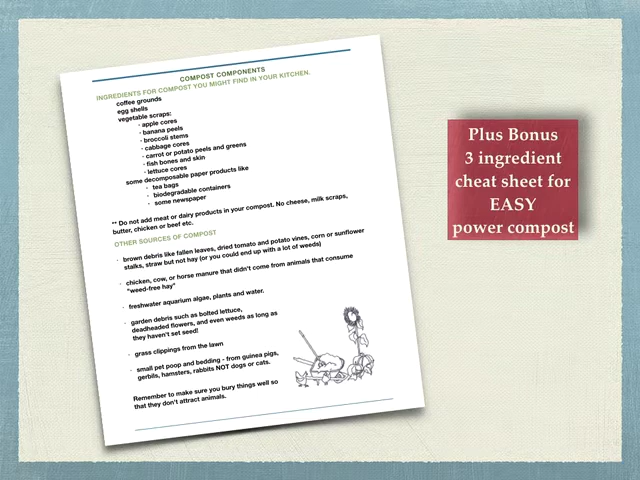 COMPOST COMPONENTS
INGREDIENTS FOR COMPOST YOU MIGHT FIND IN YOUR KITCHEN.
coffee grounds
egg shells
vegetable scraps:
- apple cores
- banana peels
- broccoli stems
- cabbage cores
- carrot or potato peels and greens
- fish bones and skin
- lettuce cores
some decomposable paper products like
- tea bags
- biodegradable containers
- some newspaper
** Do not add meat or dairy products in your compost. No cheese, milk scraps,
butter, chicken or beef etc.
OTHER SOURCES OF COMPOST
- brown debris like fallen leaves, dried tomato and potato vines, corn or sunflower
stalks, straw but not hay (or you could end up with a lot of weeds)
- chicken, cow, or horse manure that didn't come from animals that consume
"weed-free hay"
- freshwater aquarium algae, plants and water.
- garden debris such as bolted lettuce,
deadheaded flowers, and even weeds as long as
they haven't set seed!
- grass clippings from the lawn
- small pet poop and bedding - from guinea pigs,
gerbils, hamsters, rabbits NOT dogs or cats.
Remember to make sure you bury things well so
that they don't attract animals.
Plus Bonus
3 ingredient
cheat sheet for
EASY
power compost